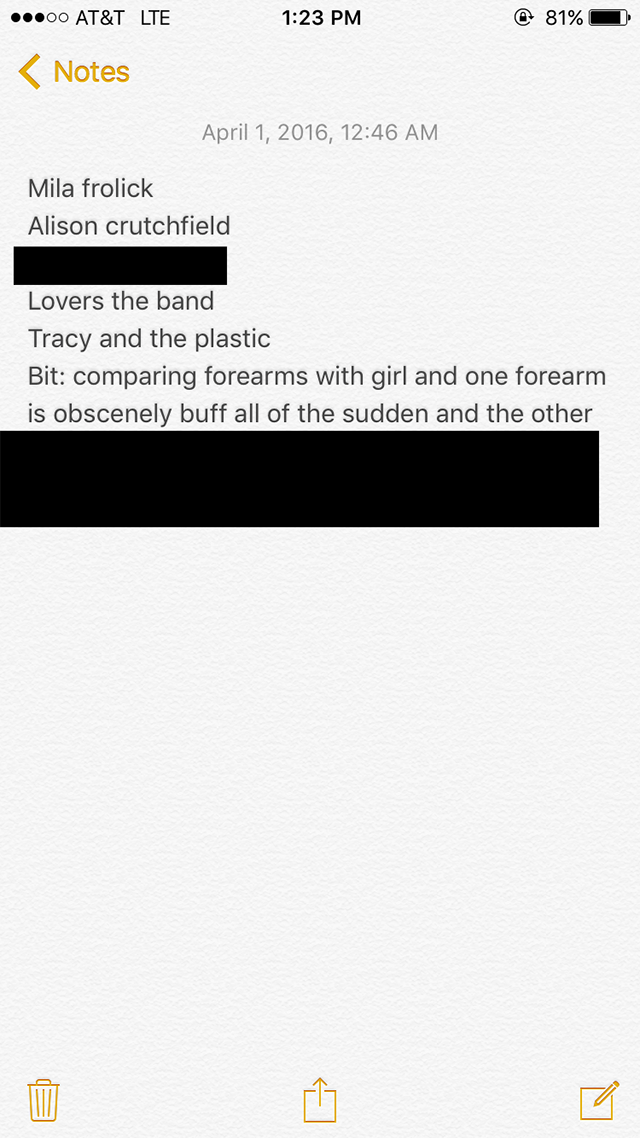 AT&T LTE 1:23 PM 81%
Notes
April 1, 2016, 12:46 AM
Mila frolick
Alison crutchfield
Lovers the band
Tracy and the plastic
Bit: comparing forearms with girl and one forearm
is obscenely buff all of the sudden and the other